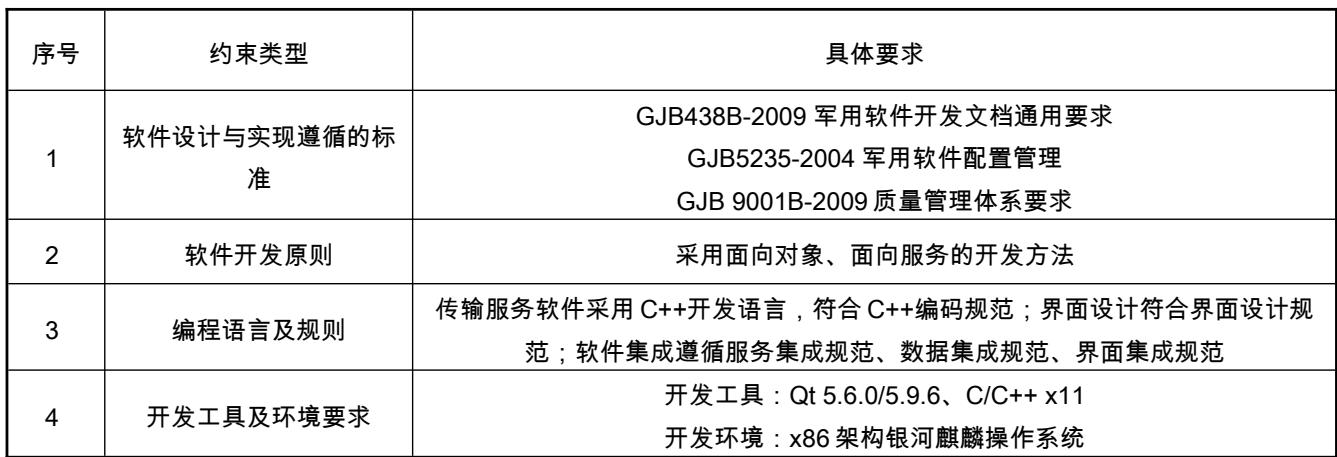 序号 约束类型 具体要求
1 软件设计与实现遵循的标准
GJB438B-2009 军用软件开发文档通用要求
GJB5235-2004 军用软件配置管理
GJB 9001B-2009 质量管理体系要求
2 软件开发原则 采用面向对象、面向服务的开发方法
3 编程语言及规则
传输服务软件采用 C++开发语言，符合 C++编码规范；界面设计符合界面设计规
范；软件集成遵循服务集成规范、数据集成规范、界面集成规范
4 开发工具及环境要求
开发工具：Qt 5.6.0/5.9.6、C/C++ x11
开发环境：x86 架构银河麒麟操作系统